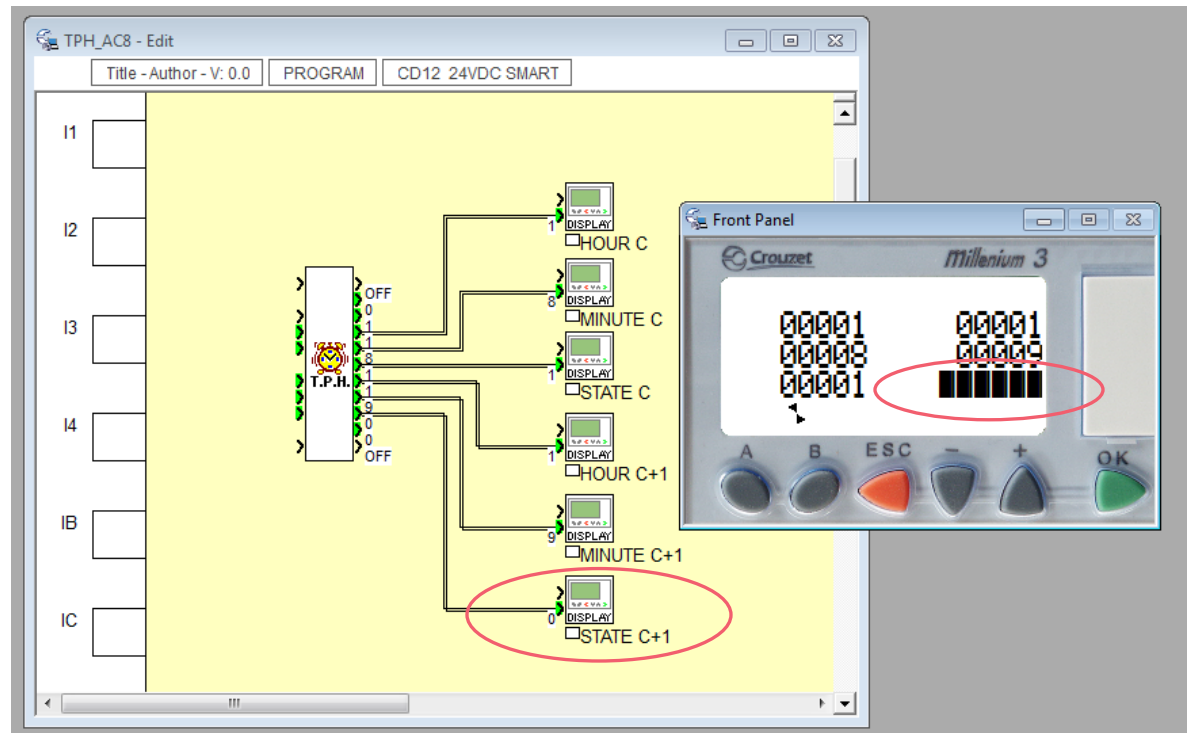 TPH_AC8 - Edit
Title - Author - V: 0.0 PROGRAM CD12 24VDC SMART
I1
I2
I3
I4
IB
IC
T.P.H.
OFF
0
1
1
8
1
1
9
0
0
OFF
1 DISPLAY
HOUR C
8 DISPLAY
MINUTE C
1 DISPLAY
STATE C
1 DISPLAY
HOUR C+1
9 DISPLAY
MINUTE C+1
0 DISPLAY
STATE C+1
Front Panel
Crouzet Millenium 3
00001 00001
00008 00009
00001
A B ESC - + OK